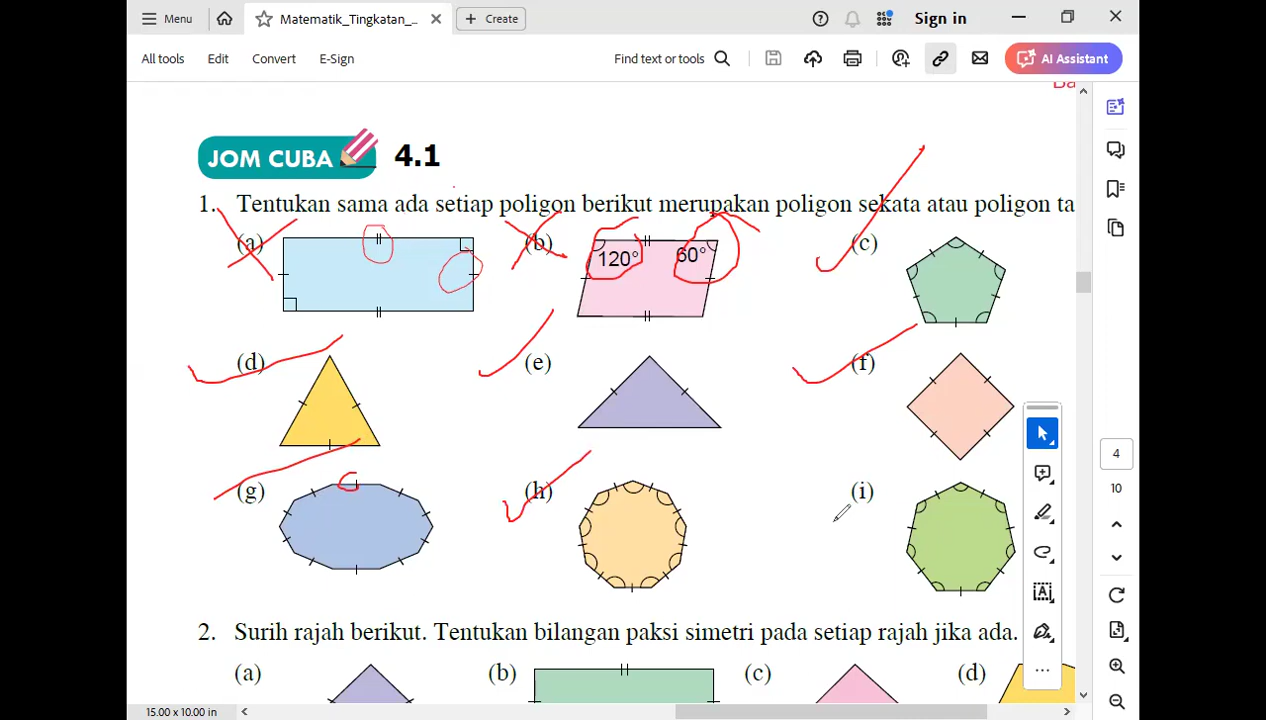 Menu
Matematik_Tingkatan_...
Create
Sign in
All tools
Edit
Convert
E-Sign
Find text or tools
AI Assistant
JOM CUBA
4.1
1. Tentukan sama ada setiap poligon berikut merupakan poligon sekata atau poligon ta
(a)
(b)
120°
60°
(c)
(d)
(e)
(f)
(g)
(h)
(i)
4
10
2. Surih rajah berikut. Tentukan bilangan paksi simetri pada setiap rajah jika ada.
(a)
(b)
(c)
(d)
15.00 x 10.00 in